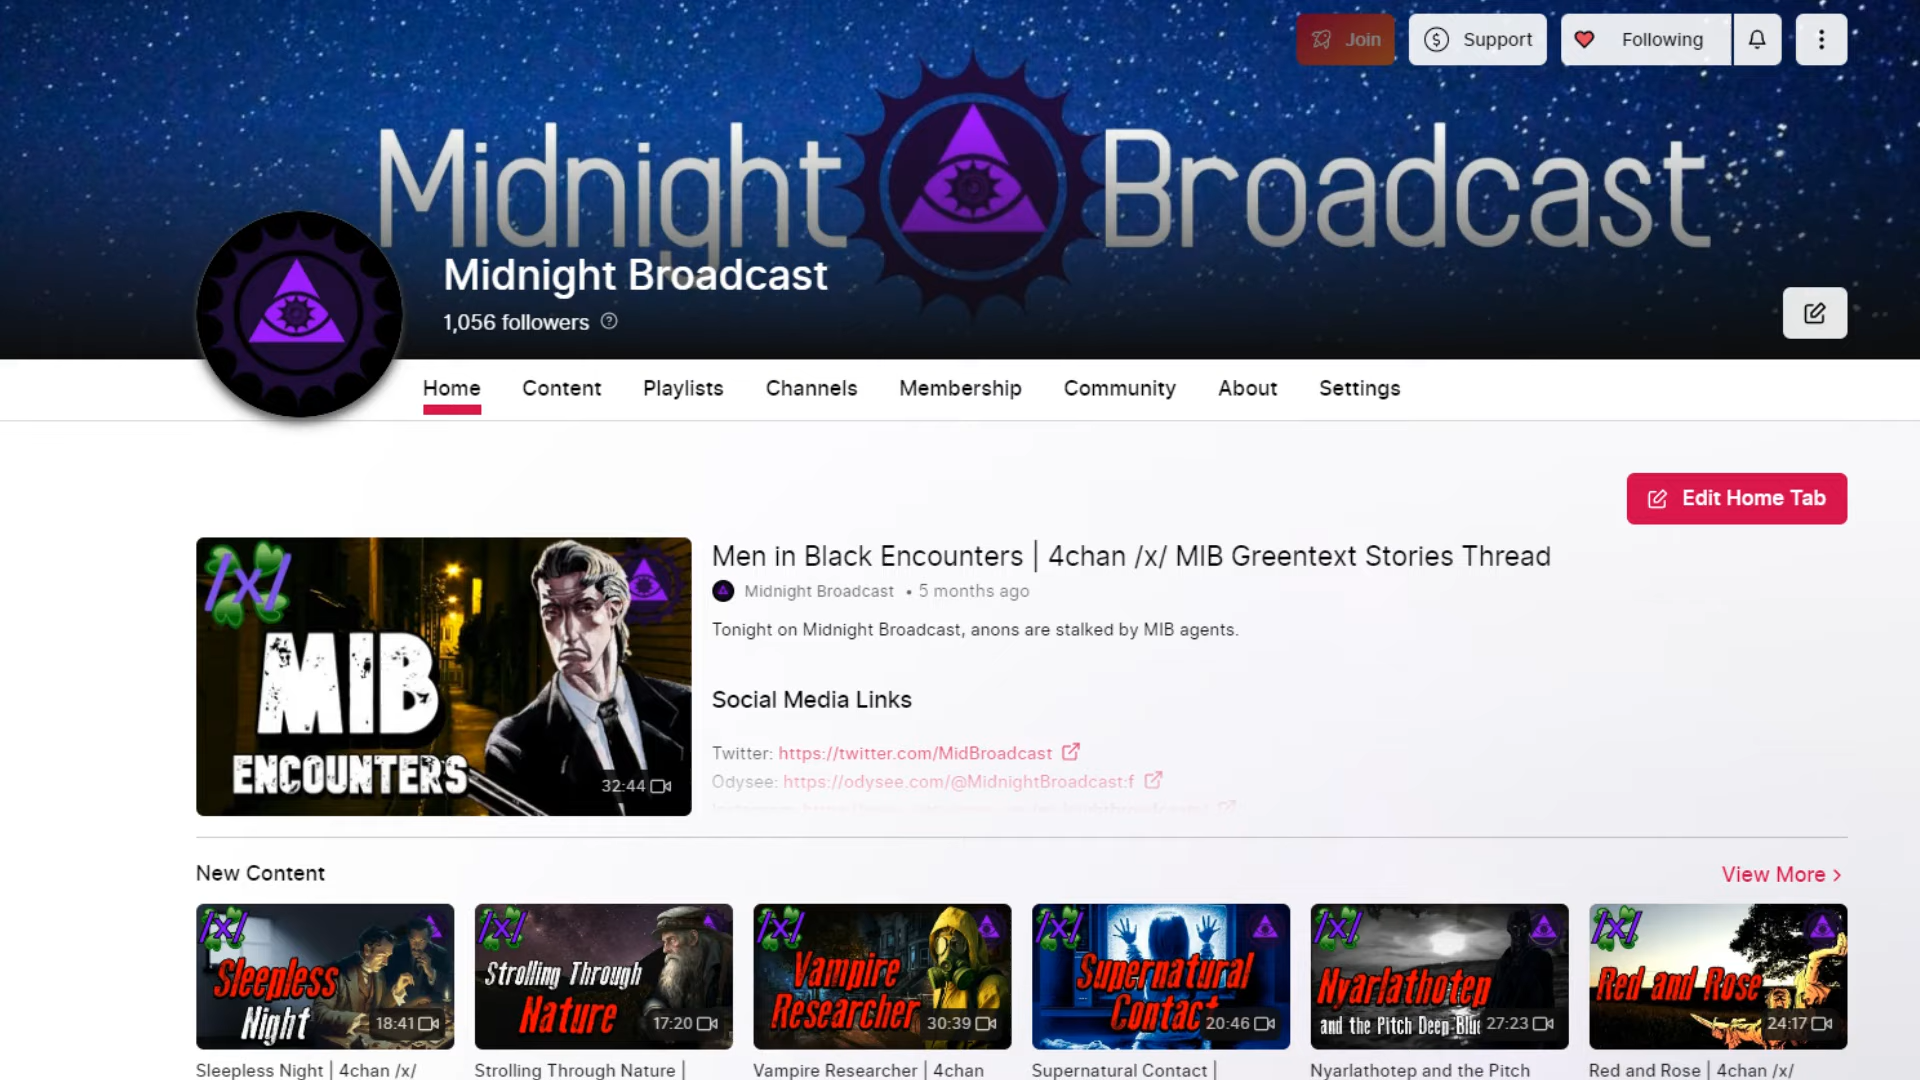 Join
Support
Following
Midnight Broadcast
Midnight Broadcast
1,056 followers
Home
Content
Playlists
Channels
Membership
Community
About
Settings
Edit Home Tab
/x/
MIB
ENCOUNTERS
32:44
Men in Black Encounters | 4chan /x/ MIB Greentext Stories Thread
Midnight Broadcast • 5 months ago
Tonight on Midnight Broadcast, anons are stalked by MIB agents.
Social Media Links
Twitter: https://twitter.com/MidBroadcast
Odysee: https://odysee.com/@MidnightBroadcast:f
New Content
View More
/x/
Sleepless
Night
18:41
/x/
Strolling Through
Nature
17:20
/x/
Vampire
Researcher
30:39
/x/
Supernatural
Contact
20:46
/x/
Nyarlathotep
and the Pitch Deep Blue
27:23
/x/
Red and Rose
24:17
Sleepless Night | 4chan /x/
Strolling Through Nature |
Vampire Researcher | 4chan
Supernatural Contact |
Nyarlathotep and the Pitch
Red and Rose | 4chan /x/